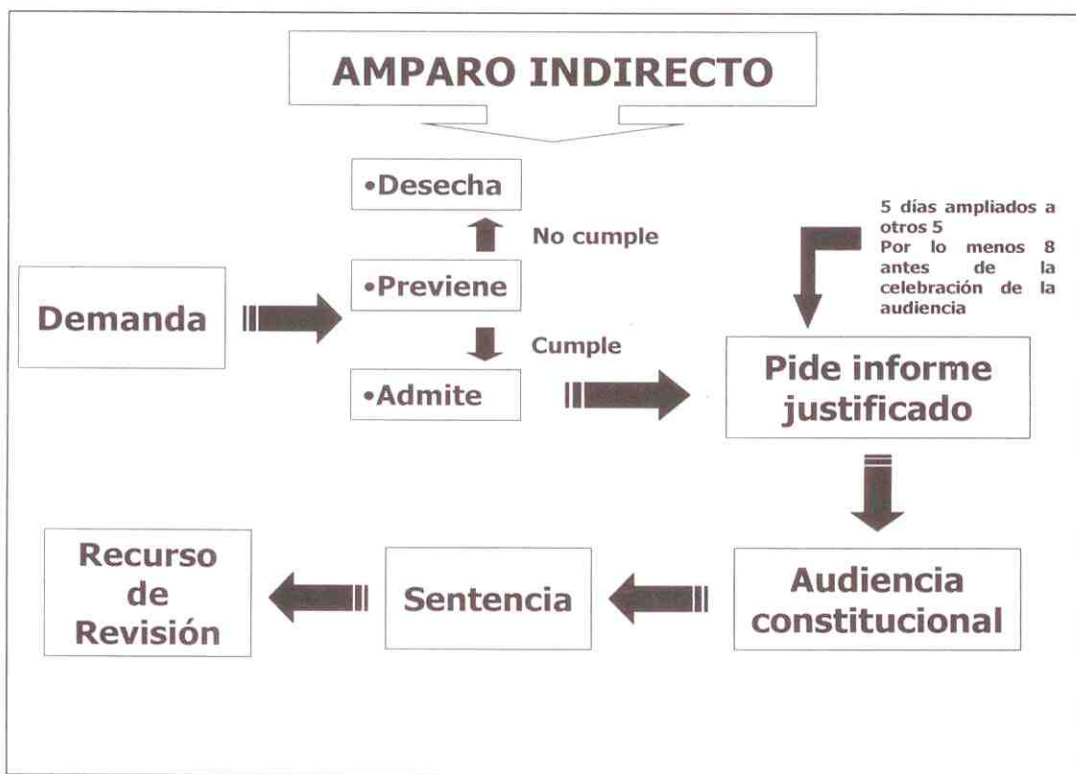 AMPARO INDIRECTO
•Desecha
No cumple
5 días ampliados a
otros 5
Por lo menos 8
antes de la
celebración de la
audiencia
•Previene
Demanda
Cumple
•Admite
Pide informe
justificado
Recurso
de
Revisión
Sentencia
Audiencia
constitucional